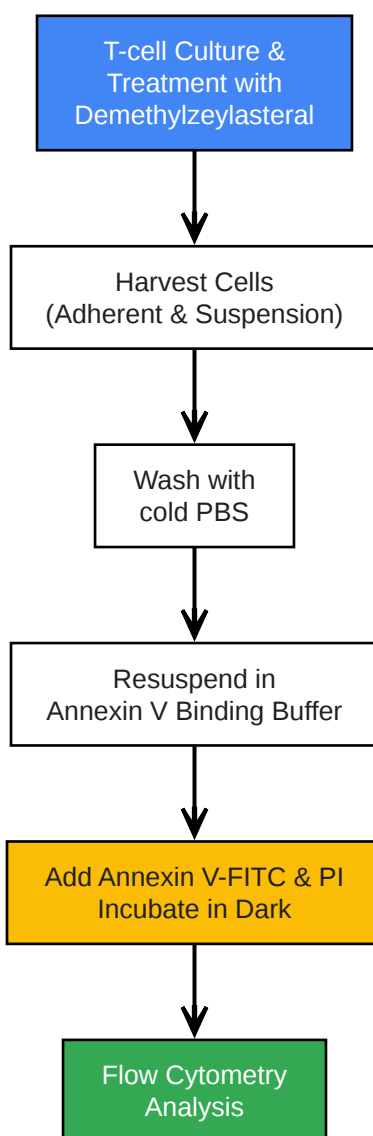 T-cell Culture &
Treatment with
Demethylzeylasteral
Harvest Cells
(Adherent & Suspension)
Wash with
cold PBS
Resuspend in
Annexin V Binding Buffer
Add Annexin V-FITC & PI
Incubate in Dark
Flow Cytometry
Analysis